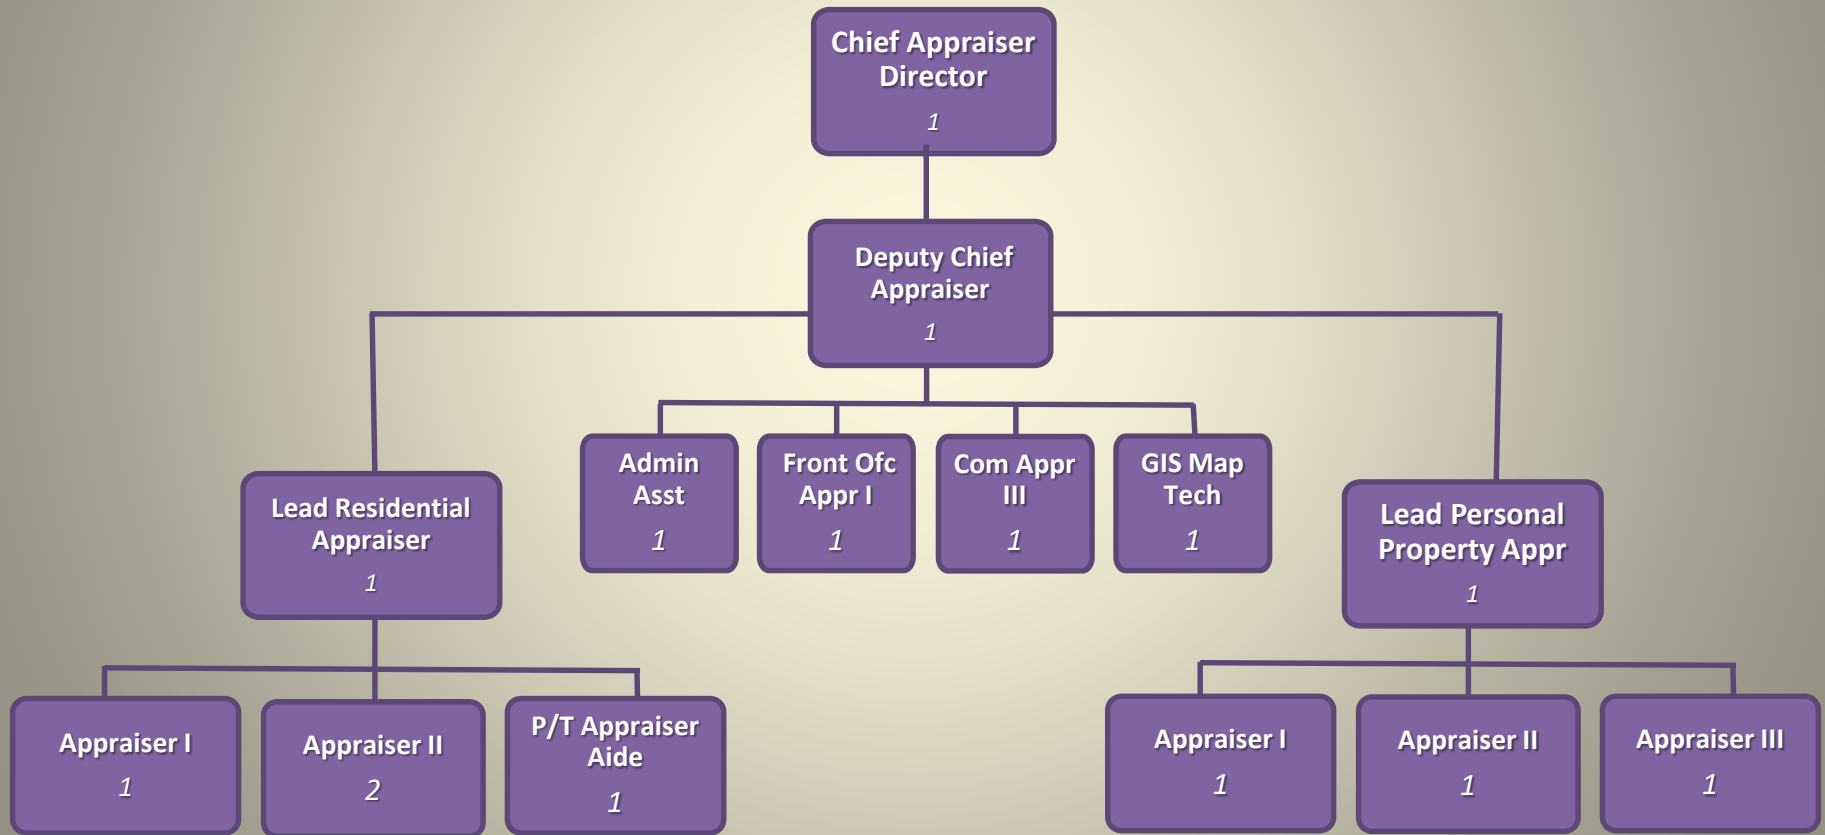 Chief Appraiser
Director
1
Deputy Chief
Appraiser
1
Admin
Asst
1
Front Ofc
Appr I
1
Com Appr
III
1
GIS Map
Tech
1
Lead Residential
Appraiser
1
Lead Personal
Property Appr
1
Appraiser I
1
Appraiser II
2
P/T Appraiser
Aide
1
Appraiser I
1
Appraiser II
1
Appraiser III
1